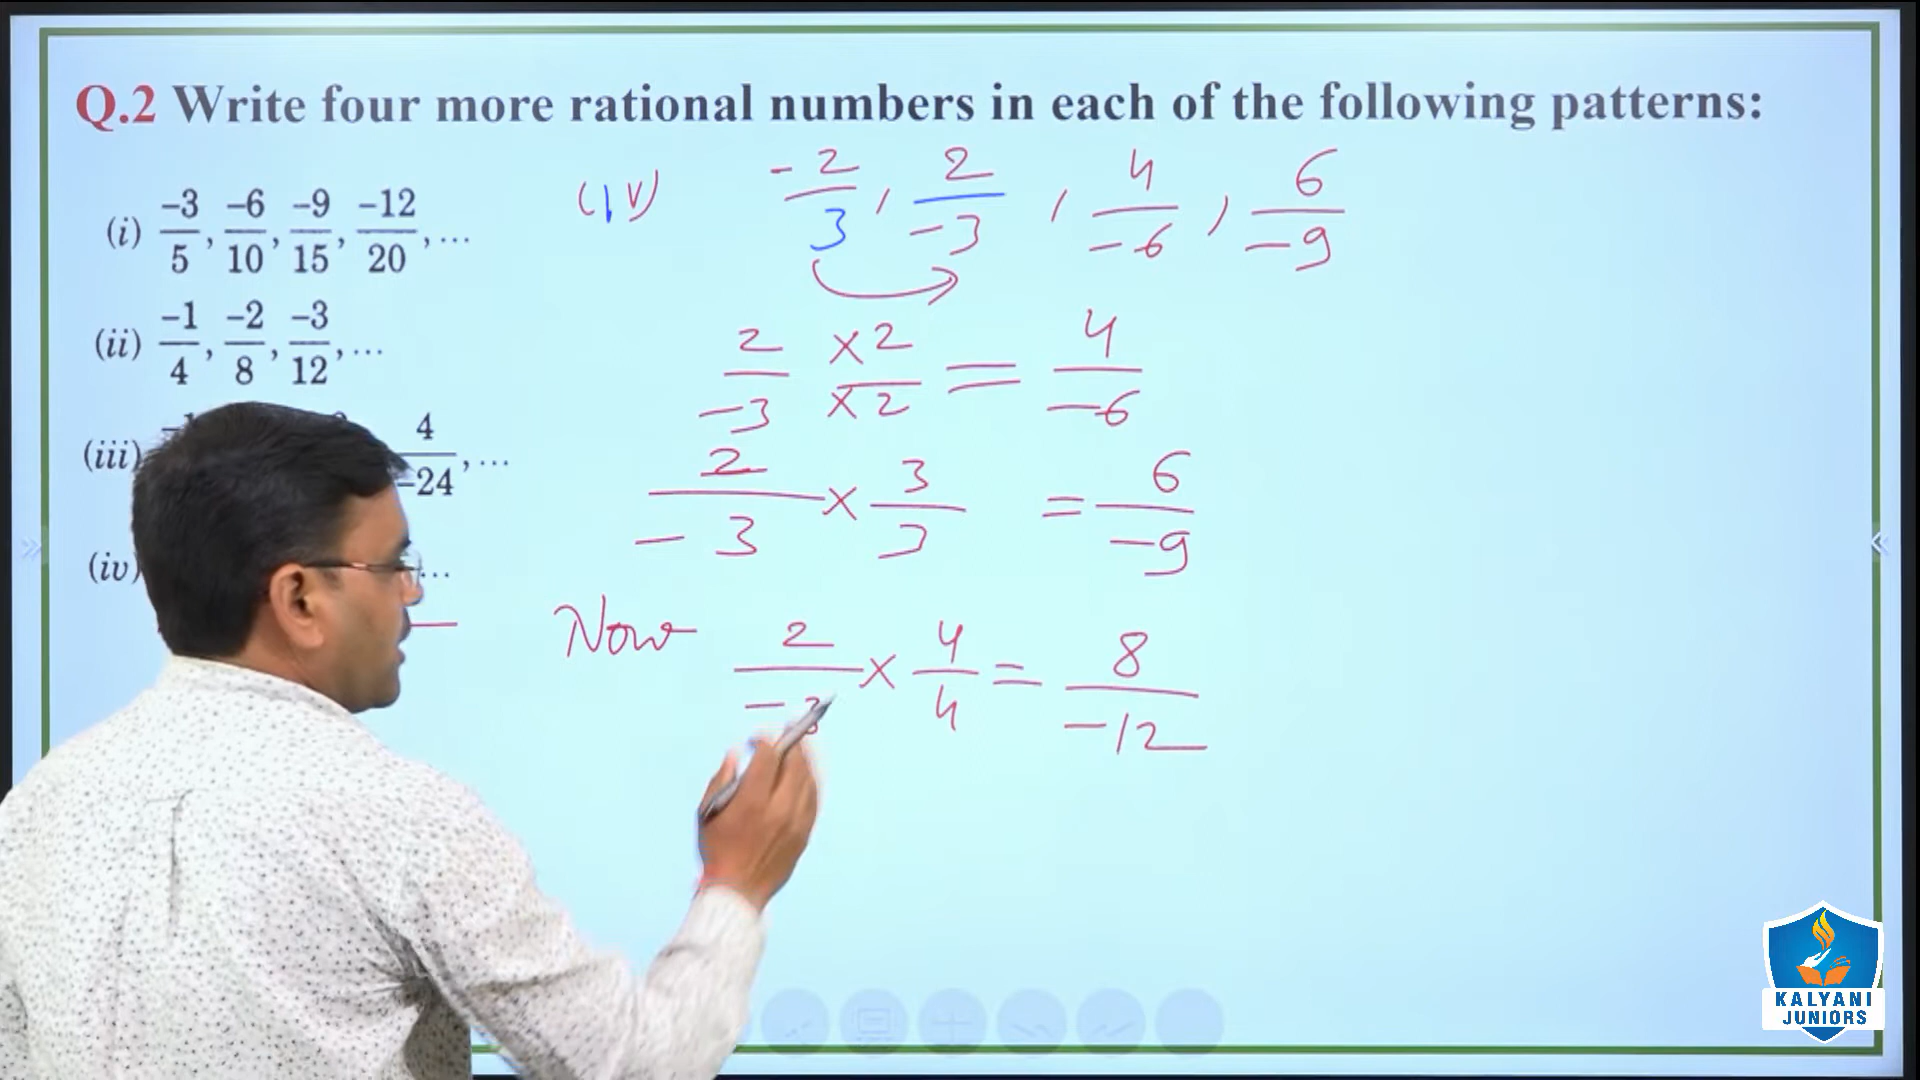 Q.2 Write four more rational numbers in each of the following patterns:
(i) -3/5, -6/10, -9/15, -12/20, ...
(ii) -1/4, -2/8, -3/12, ...
(iii) 4/-24, ...
(iv) ...
(iv) -2/3, 2/-3, 4/-6, 6/-9
2/-3 ×2/×2 = 4/-6
2/-3 × 3/3 = 6/-9
Now 2/-3 × 4/4 = 8/-12
KALYANI
JUNIORS